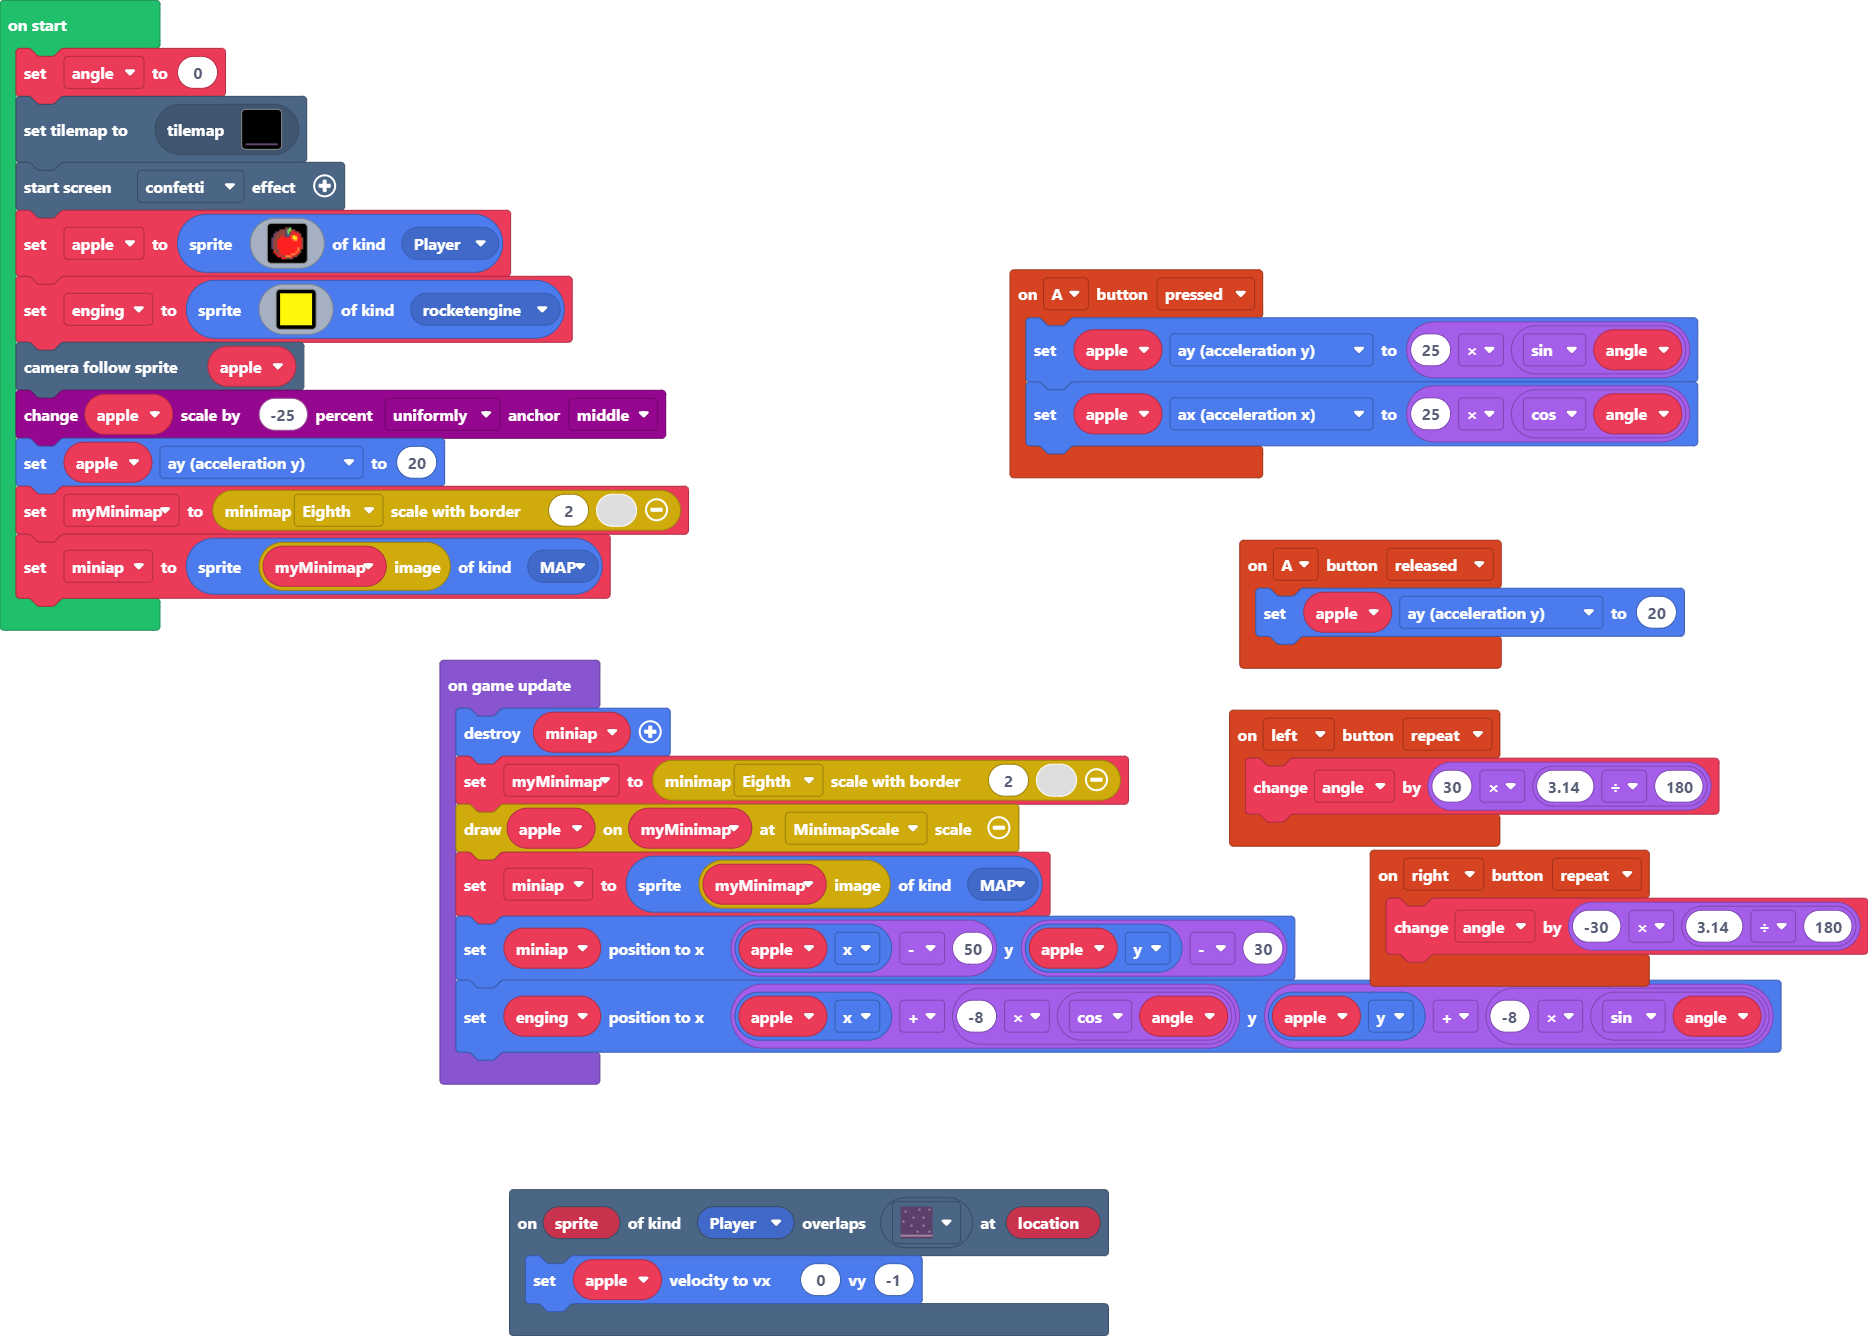 on start
set angle to 0
set tilemap to tilemap
start screen confetti effect
set apple to sprite of kind Player
set enging to sprite of kind rocketengine
camera follow sprite apple
change apple scale by -25 percent uniformly anchor middle
set apple ay (acceleration y) to 20
set myMinimap to minimap Eighth scale with border 2
set miniap to sprite myMinimap image of kind MAP
on A button pressed
set apple ay (acceleration y) to 25 × sin angle
set apple ax (acceleration x) to 25 × cos angle
on A button released
set apple ay (acceleration y) to 20
on left button repeat
change angle by 30 × 3.14 ÷ 180
on right button repeat
change angle by -30 × 3.14 ÷ 180
on game update
destroy miniap
set myMinimap to minimap Eighth scale with border 2
draw apple on myMinimap at MinimapScale scale
set miniap to sprite myMinimap image of kind MAP
set miniap position to x apple x - 50 y apple y - 30
set enging position to x apple x + -8 × cos angle y apple y + -8 × sin angle
on sprite of kind Player overlaps at location
set apple velocity to vx 0 vy -1